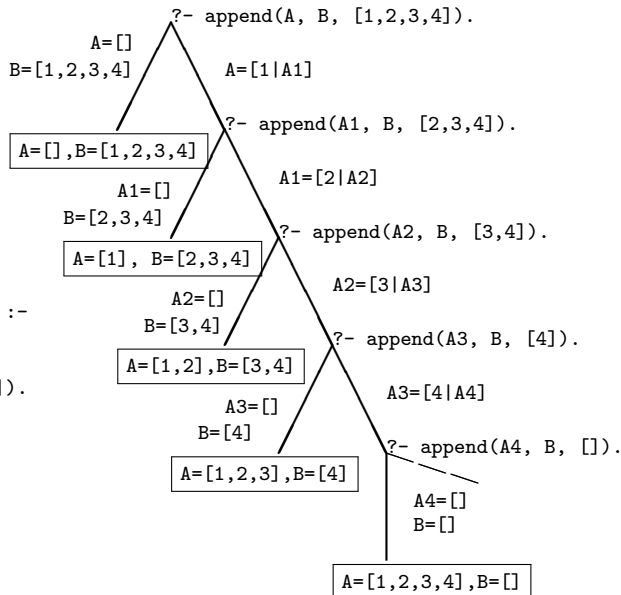 ?- append(A, B, [1,2,3,4]).
A=[]
B=[1,2,3,4]
A=[1|A1]
?- append(A1, B, [2,3,4]).
A=[],B=[1,2,3,4]
A1=[]
B=[2,3,4]
A1=[2|A2]
?- append(A2, B, [3,4]).
A=[1], B=[2,3,4]
A2=[]
B=[3,4]
A2=[3|A3]
:-
?- append(A3, B, [4]).
A=[1,2],B=[3,4]
]).
A3=[]
B=[4]
A3=[4|A4]
?- append(A4, B, []).
A=[1,2,3],B=[4]
A4=[]
B=[]
A=[1,2,3,4],B=[]